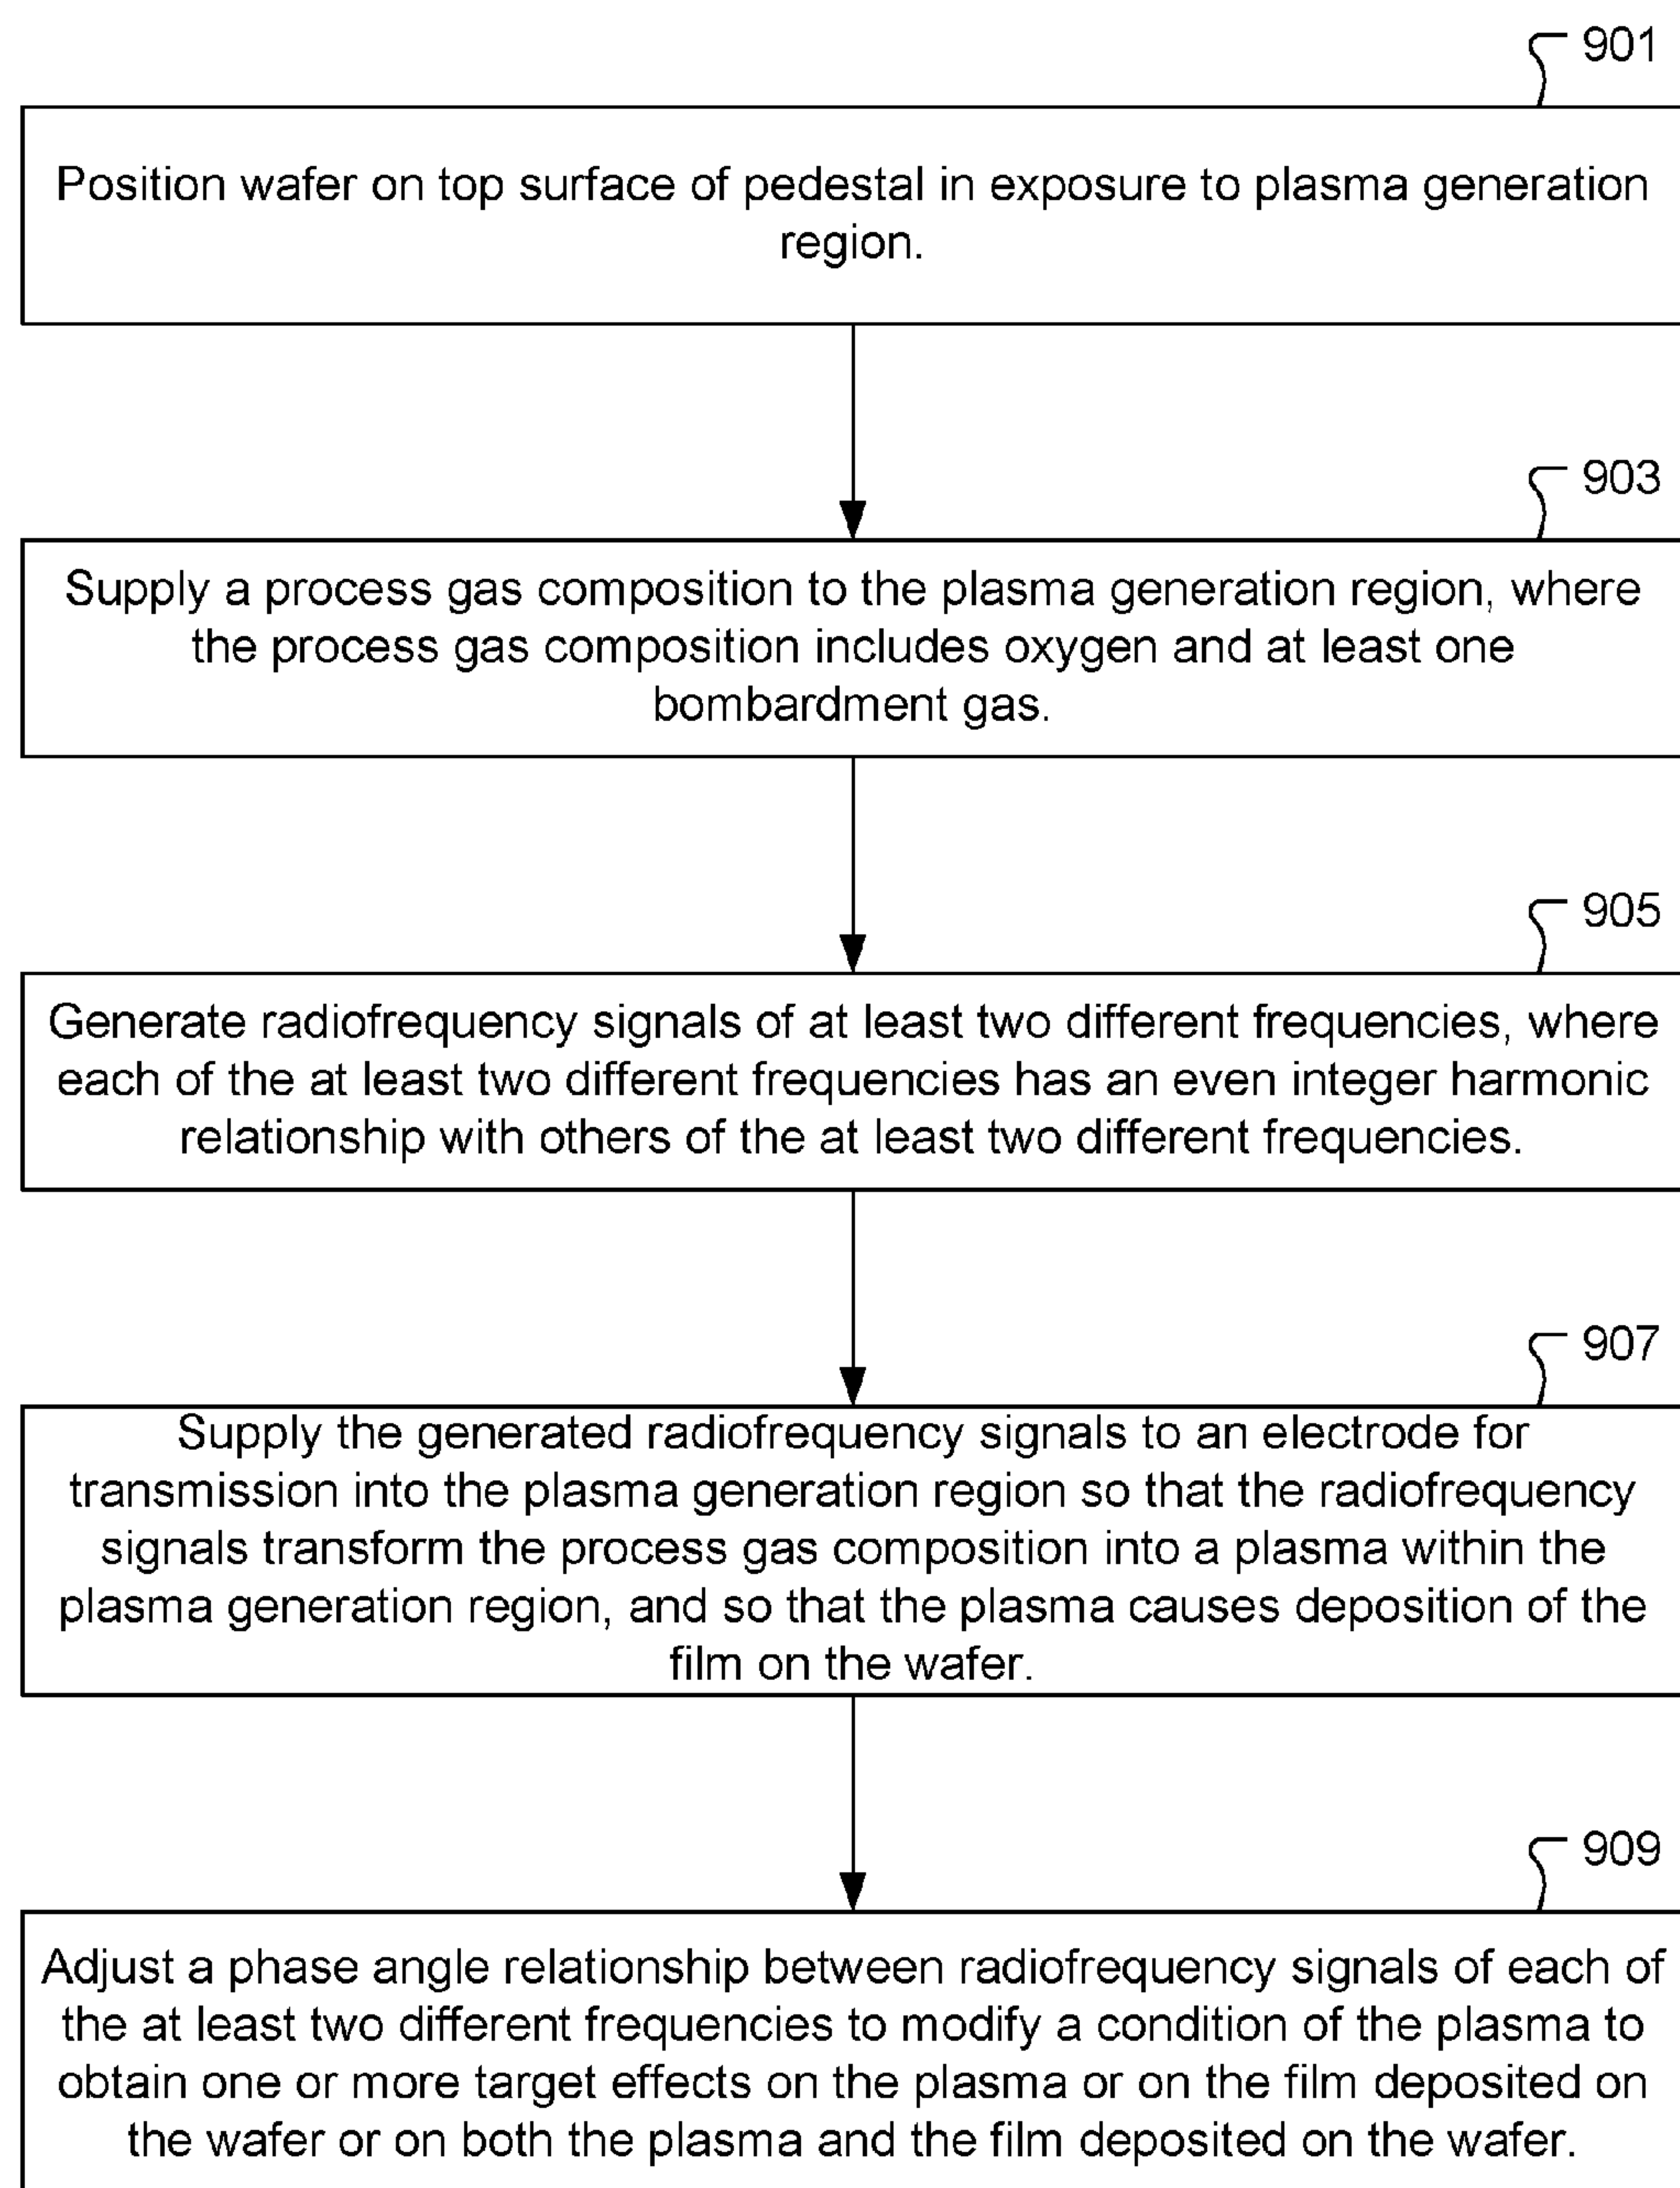 901
Position wafer on top surface of pedestal in exposure to plasma generation
region.
903
Supply a process gas composition to the plasma generation region, where
the process gas composition includes oxygen and at least one
bombardment gas.
905
Generate radiofrequency signals of at least two different frequencies, where
each of the at least two different frequencies has an even integer harmonic
relationship with others of the at least two different frequencies.
907
Supply the generated radiofrequency signals to an electrode for
transmission into the plasma generation region so that the radiofrequency
signals transform the process gas composition into a plasma within the
plasma generation region, and so that the plasma causes deposition of the
film on the wafer.
909
Adjust a phase angle relationship between radiofrequency signals of each of
the at least two different frequencies to modify a condition of the plasma to
obtain one or more target effects on the plasma or on the film deposited on
the wafer or on both the plasma and the film deposited on the wafer.